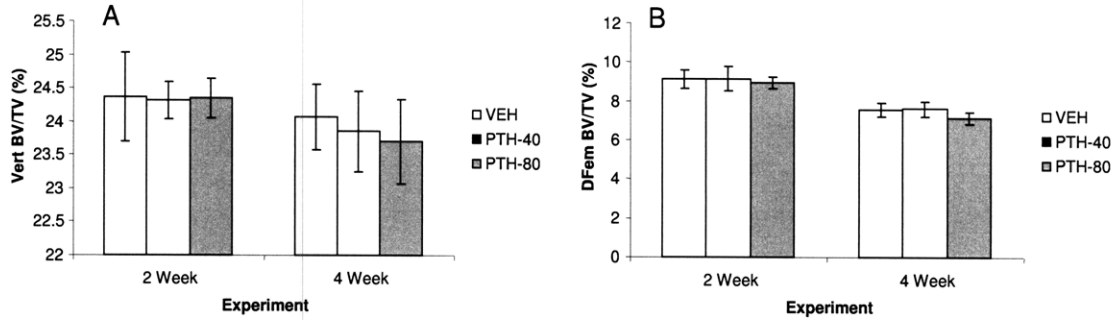 A
Vert BV/TV (%)
25.5
25
24.5
24
23.5
23
22.5
22
2 Week
4 Week
Experiment
VEH
PTH-40
PTH-80
B
DFem BV/TV (%)
12
10
8
6
4
2
0
2 Week
4 Week
Experiment
VEH
PTH-40
PTH-80